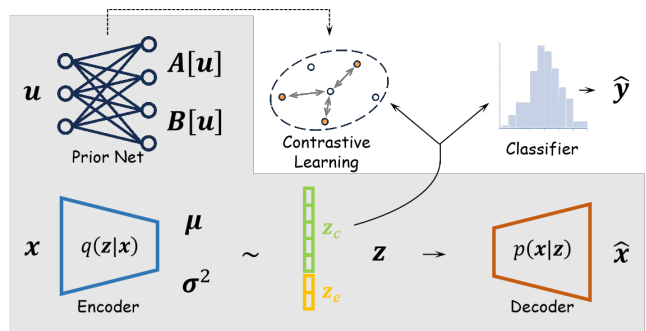 u
A[u]
B[u]
Prior Net
Contrastive
Learning
Classifier
ŷ
x
q(z|x)
Encoder
μ
σ²
~
z_c
z_e
z
p(x|z)
Decoder
x̂